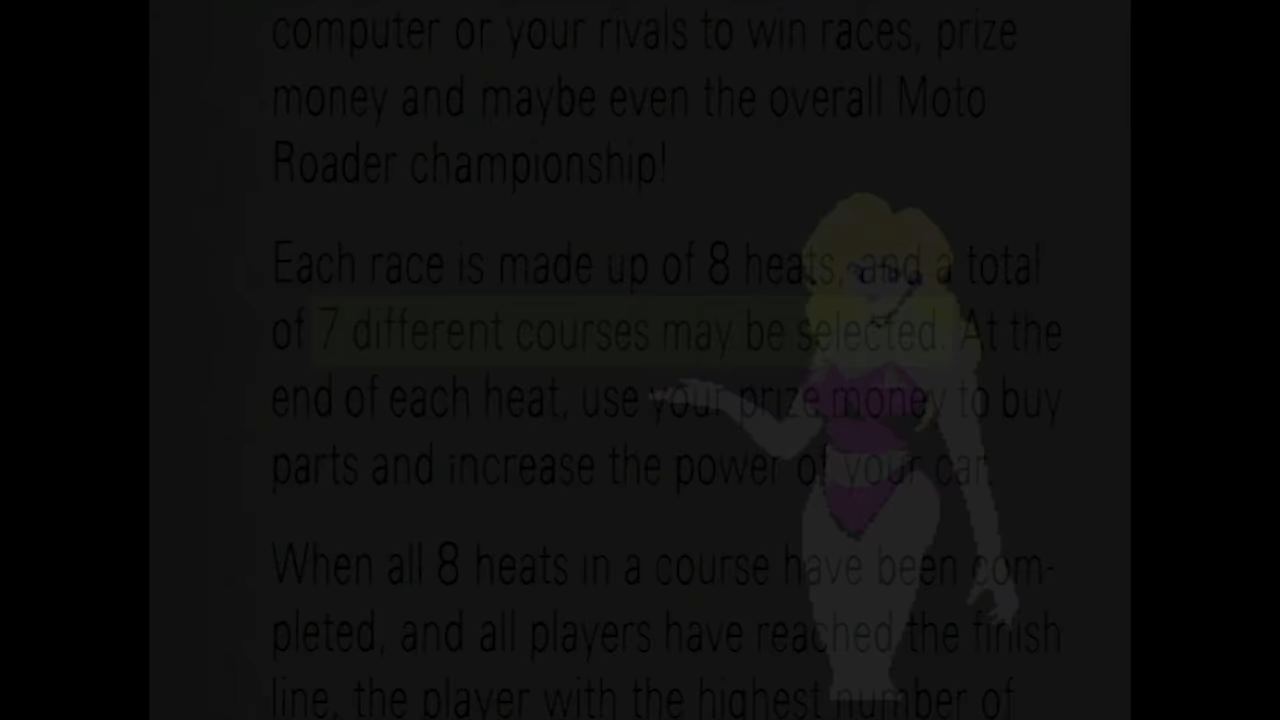 computer or your rivals to win races, prize
money and maybe even the overall Moto
Roader championship!
Each race is made up of 8 heats, and a total
of 7 different courses may be selected. At the
end of each heat, use your prize money to buy
parts and increase the power of your car.
When all 8 heats in a course have been com-
pleted, and all players have reached the finish
line, the player with the highest number of